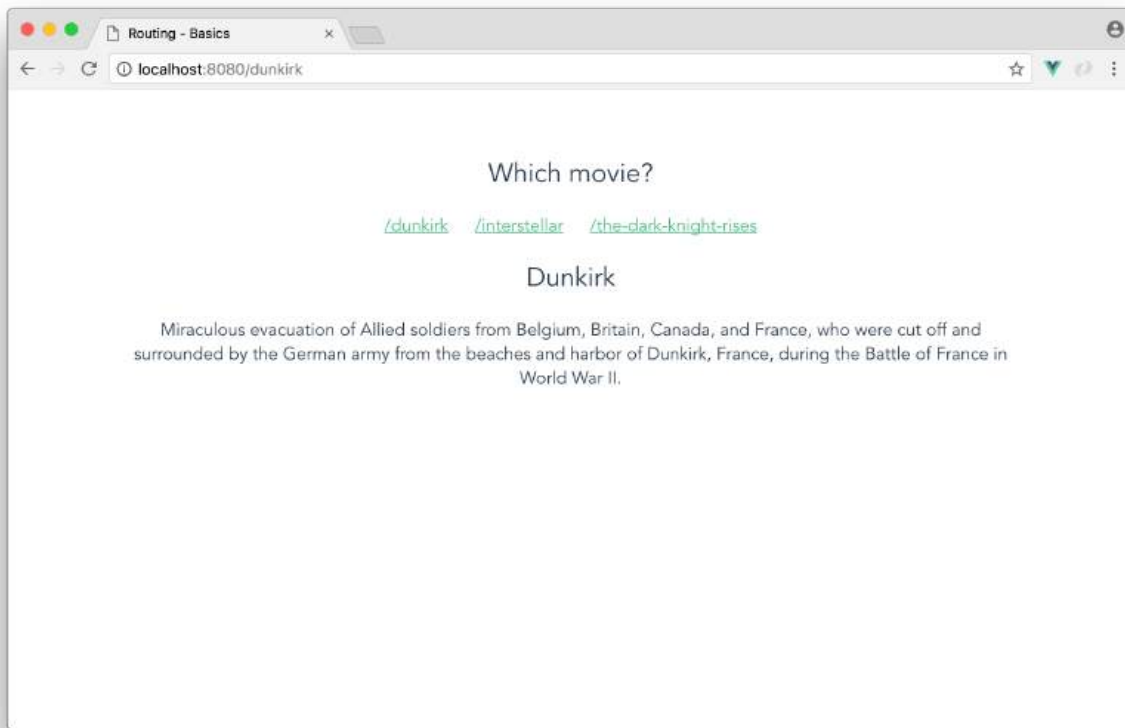 Routing - Basics
localhost:8080/dunkirk
Which movie?
/dunkirk /interstellar /the-dark-knight-rises
Dunkirk
Miraculous evacuation of Allied soldiers from Belgium, Britain, Canada, and France, who were cut off and
surrounded by the German army from the beaches and harbor of Dunkirk, France, during the Battle of France in
World War II.